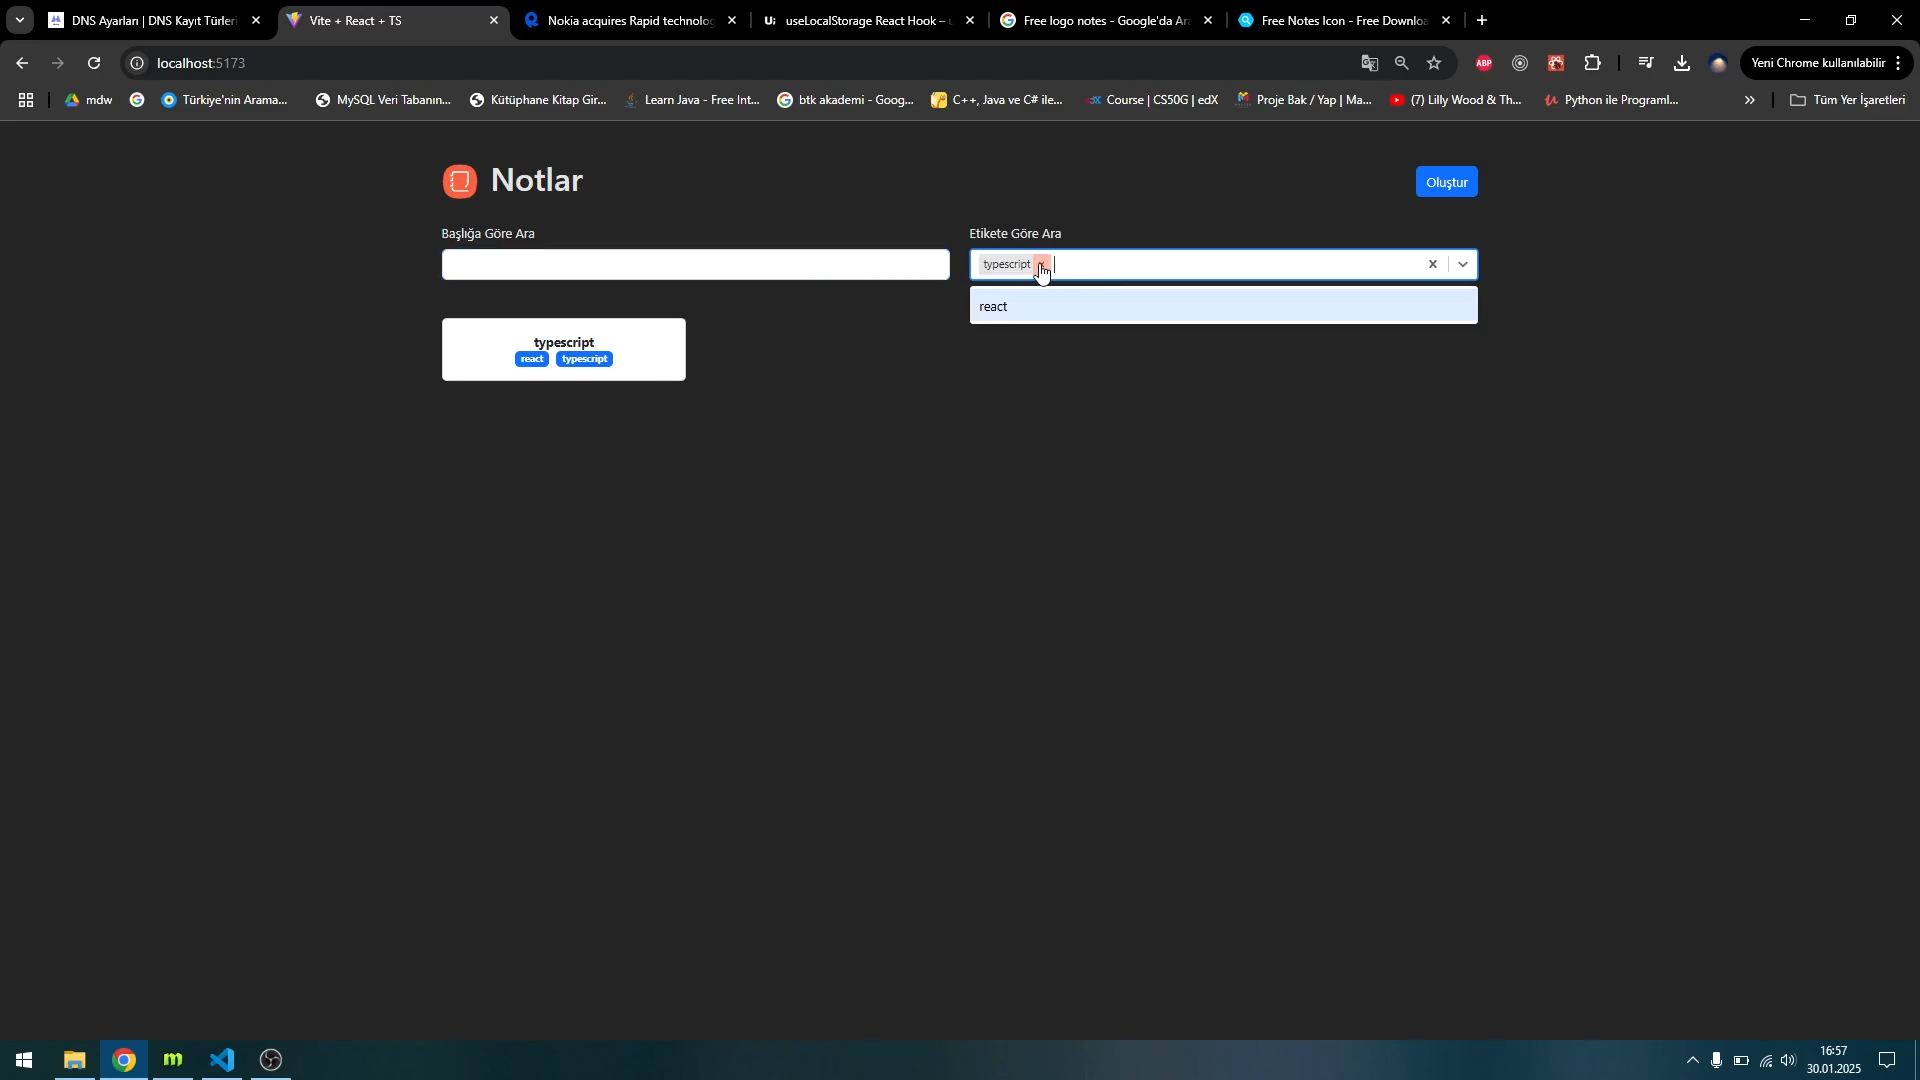 DNS Ayarları | DNS Kayıt Türleri
Vite + React + TS
Nokia acquires Rapid technolog
useLocalStorage React Hook – u
Free logo notes - Google'da Ar
Free Notes Icon - Free Downloa
localhost:5173
ABP
Yeni Chrome kullanılabilir
mdw
Türkiye'nin Arama...
MySQL Veri Tabanın...
Kütüphane Kitap Gir...
Learn Java - Free Int...
btk akademi - Goog...
C++, Java ve C# ile...
Course | CS50G | edX
Proje Bak / Yap | Ma...
(7) Lilly Wood & Th...
Python ile Programl...
Tüm Yer İşaretleri
Notlar
Oluştur
Başlığa Göre Ara
Etikete Göre Ara
typescript
react
typescript
react typescript
16:57
30.01.2025